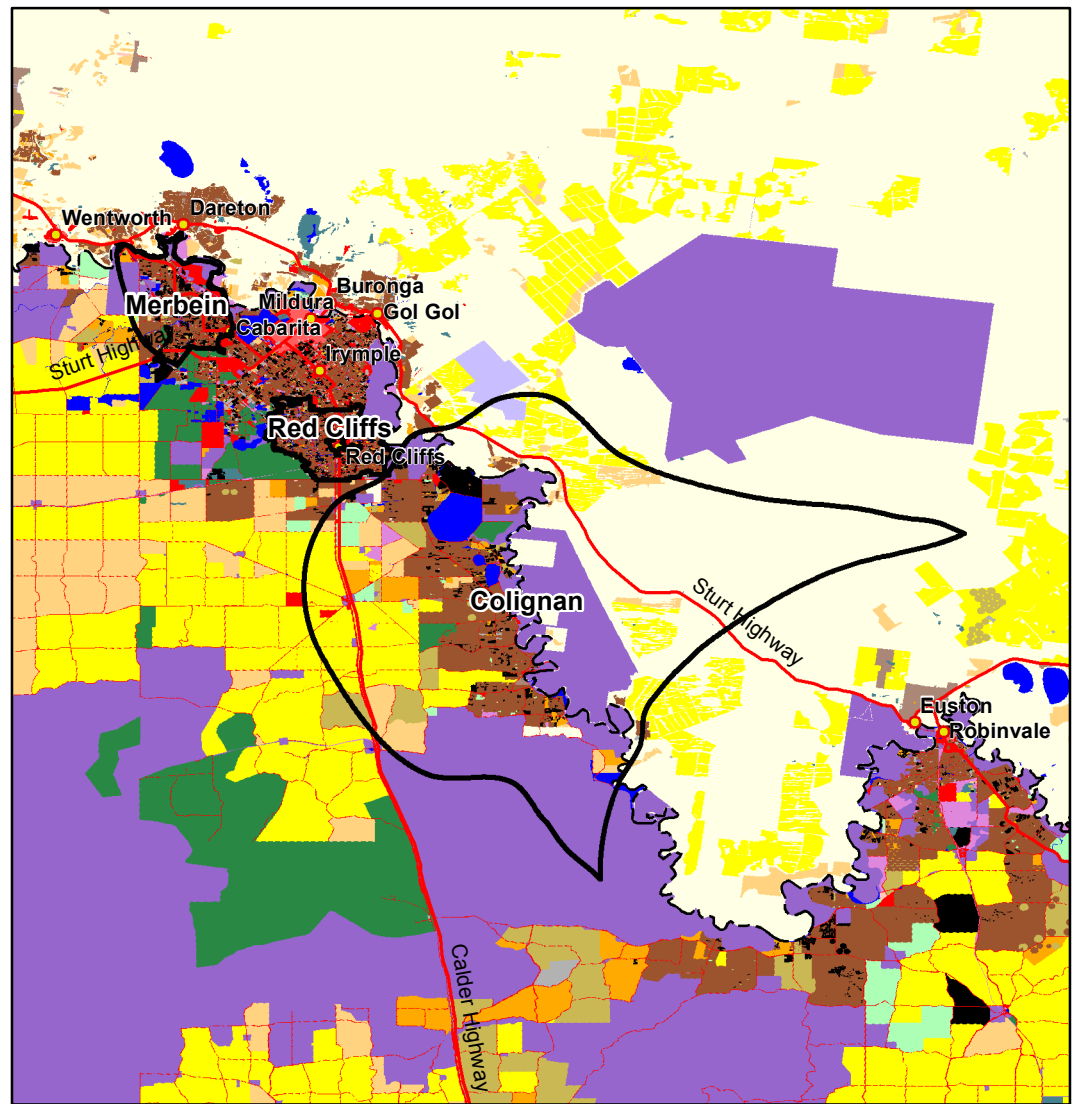 Wentworth
Dareton
Merbein
Mildura
Buronga
Cabarita
Gol Gol
Sturt Highway
Irymple
Red Cliffs
Red Cliffs
Colignan
Sturt Highway
Euston
Robinvale
Calder Highway